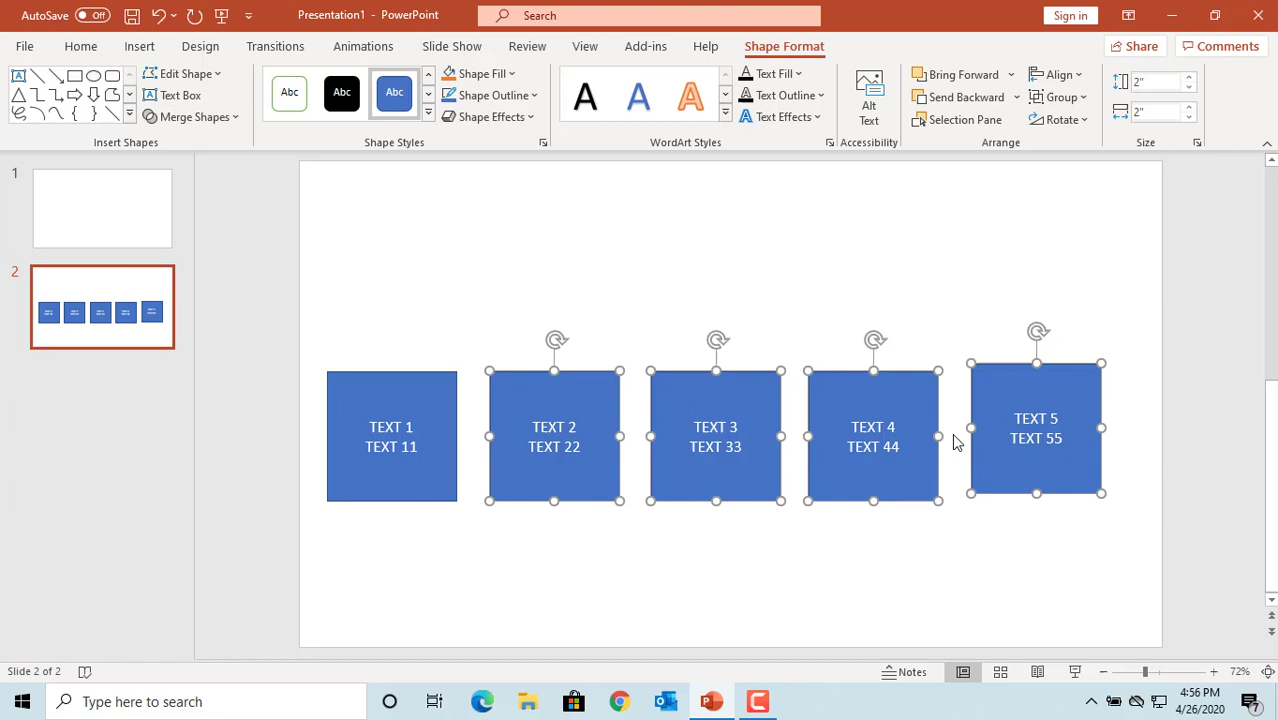 AutoSave Off Presentation1 - PowerPoint Search Sign in
File Home Insert Design Transitions Animations Slide Show Review View Add-ins Help Shape Format Share Comments
Edit Shape Abc Abc Abc Shape Fill A A A Text Fill Alt Text Bring Forward Align 2"
Text Box Shape Outline Text Outline Send Backward Group 2"
Merge Shapes Shape Effects Text Effects Selection Pane Rotate
Insert Shapes Shape Styles WordArt Styles Accessibility Arrange Size
1
2
TEXT 1
TEXT 11
TEXT 2
TEXT 22
TEXT 3
TEXT 33
TEXT 4
TEXT 44
TEXT 5
TEXT 55
Slide 2 of 2 Notes 72%
Type here to search 4:56 PM
4/26/2020 7